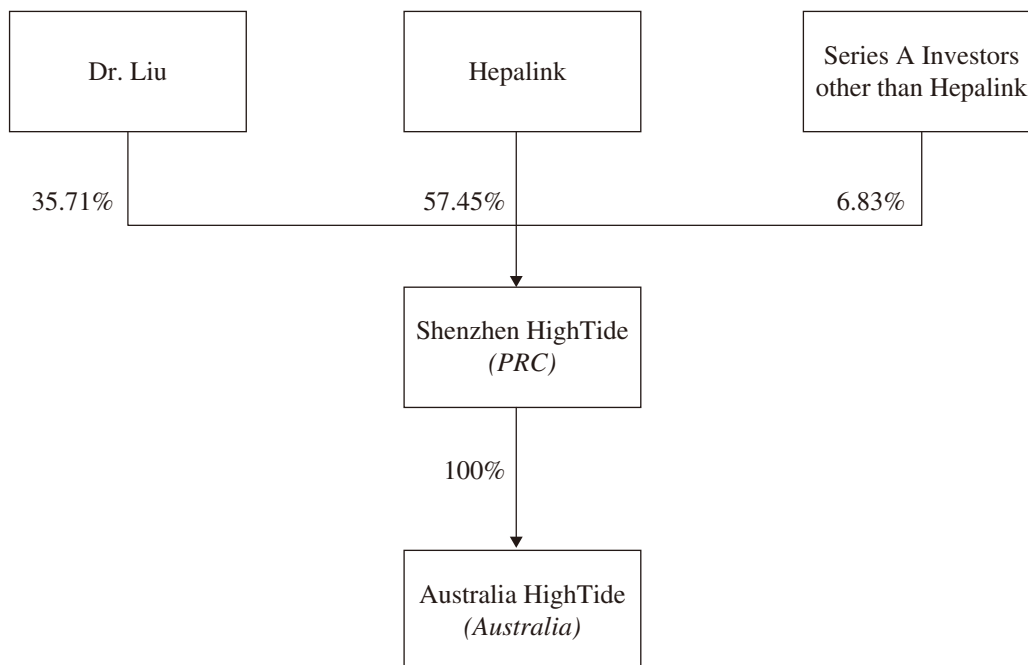 Dr. Liu
Hepalink
Series A Investors
other than Hepalink
35.71%
57.45%
6.83%
Shenzhen HighTide
(PRC)
100%
Australia HighTide
(Australia)